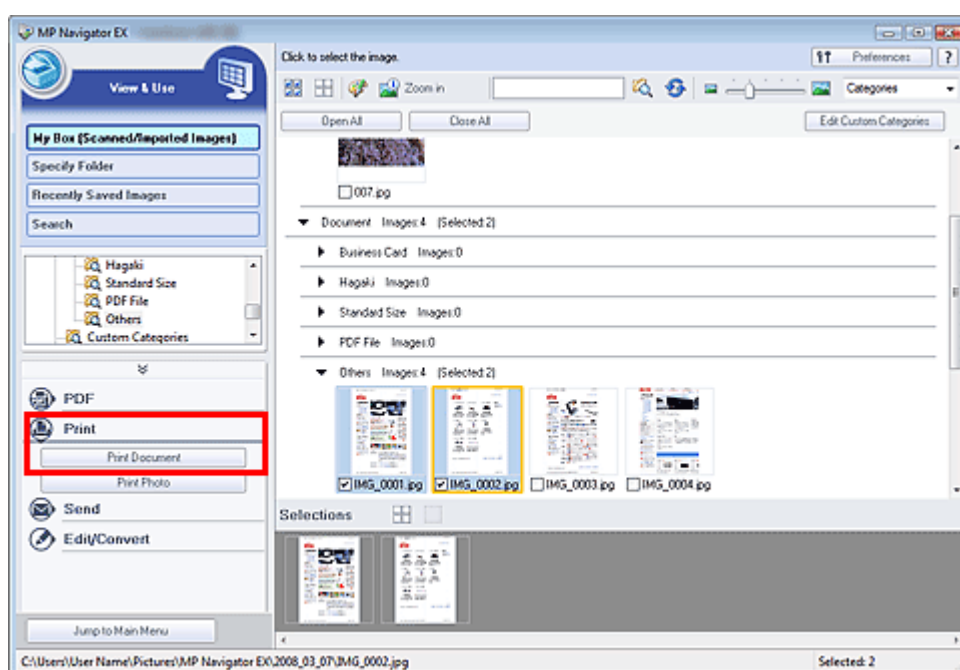 MP Navigator EX
View & Use
Click to select the image.
Preferences
?
Zoom in
Categories
Open All
Close All
Edit Custom Categories
My Box (Scanned/Imported Images)
Specify Folder
Recently Saved Images
Search
Hagaki
Standard Size
PDF File
Others
Custom Categories
007.jpg
Document Images:4 (Selected:2)
Business Card Images:0
Hagaki Images:0
Standard Size Images:0
PDF File Images:0
Others Images:4 (Selected:2)
IMG_0001.jpg
IMG_0002.jpg
IMG_0003.jpg
IMG_0004.jpg
PDF
Print
Print Document
Print Photo
Send
Edit/Convert
Selections
Jump to Main Menu
C:\Users\User Name\Pictures\MP Navigator EX\2008_03_07\IMG_0002.jpg
Selected: 2